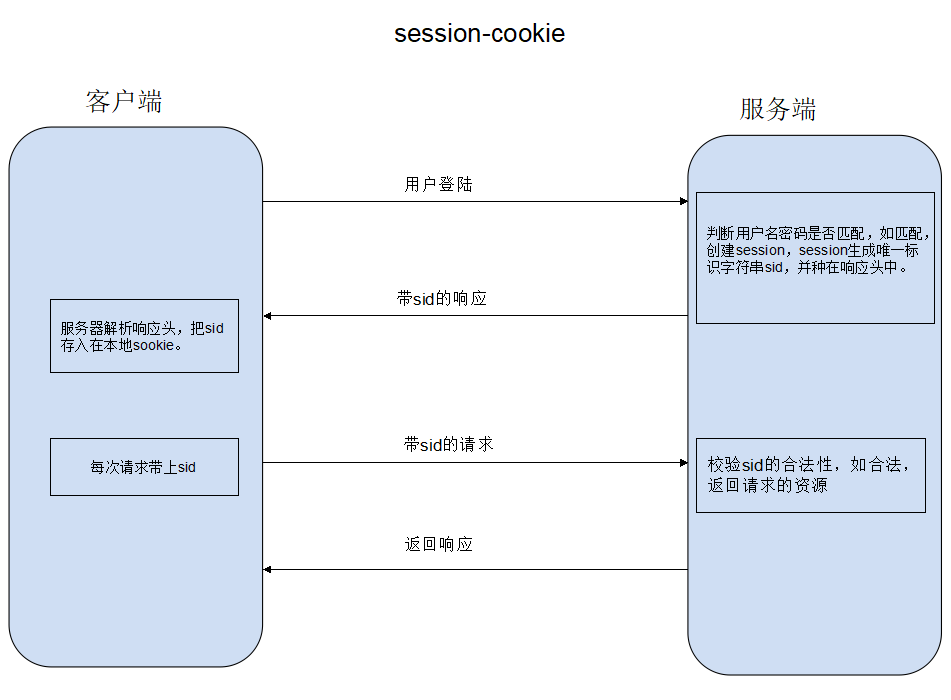 session-cookie
客户端
服务端
用户登陆
判断用户名密码是否匹配，如匹配，
创建session，session生成唯一标
识字符串sid，并种在响应头中。
带sid的响应
服务器解析响应头，把sid
存入在本地sookie。
带sid的请求
每次请求带上sid
校验sid的合法性，如合法，
返回请求的资源
返回响应